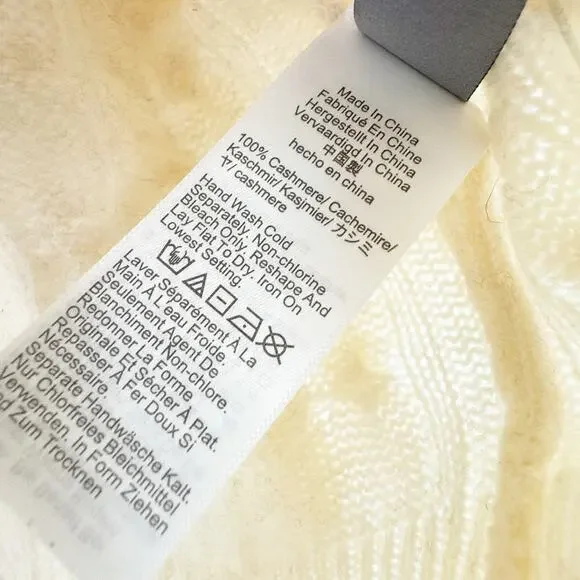 Made In China
Fabriqué En Chine
Hergestellt In China
Vervaardigd In China
中国製
hecho en china
100% Cashmere/ Cachemire/
Kaschmir/ Kasjmier/ カシミ
ヤ/ cashmere
Hand Wash Cold
Separately Non-chlorine
Bleach Only, Reshape And
Lay Flat To Dry, Iron On
Lowest Setting.
Laver Séparément À La
Main À L'eau Froide,
Seulement Agent De
Blanchiment Non-chlore.
Redonner La Forme
Originale Et Sécher À Plat.
Repasser À Fer Doux Si
Nécessaire.
Separate Handwäsche Kalt.
Nur Chlorfreies Bleichmittel
Verwenden. In Form Ziehen
nd Zum Trocknen